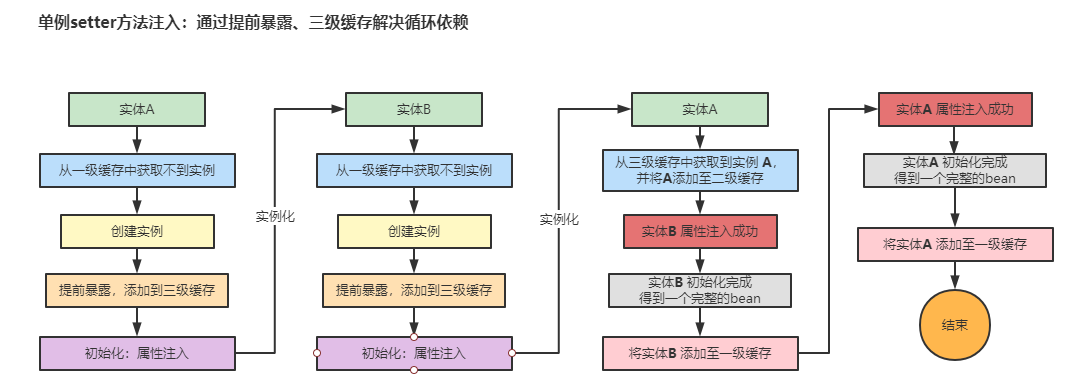 单例setter方法注入：通过提前暴露、三级缓存解决循环依赖
实体A
从一级缓存中获取不到实例
创建实例
提前暴露，添加到三级缓存
初始化：属性注入
实例化
实体B
从一级缓存中获取不到实例
创建实例
提前暴露，添加到三级缓存
初始化：属性注入
实例化
实体A
从三级缓存中获取到实例 A，
并将A添加至二级缓存
实体B 属性注入成功
实体B 初始化完成
得到一个完整的bean
将实体B 添加至一级缓存
实体A 属性注入成功
实体A 初始化完成
得到一个完整的bean
将实体A 添加至一级缓存
结束